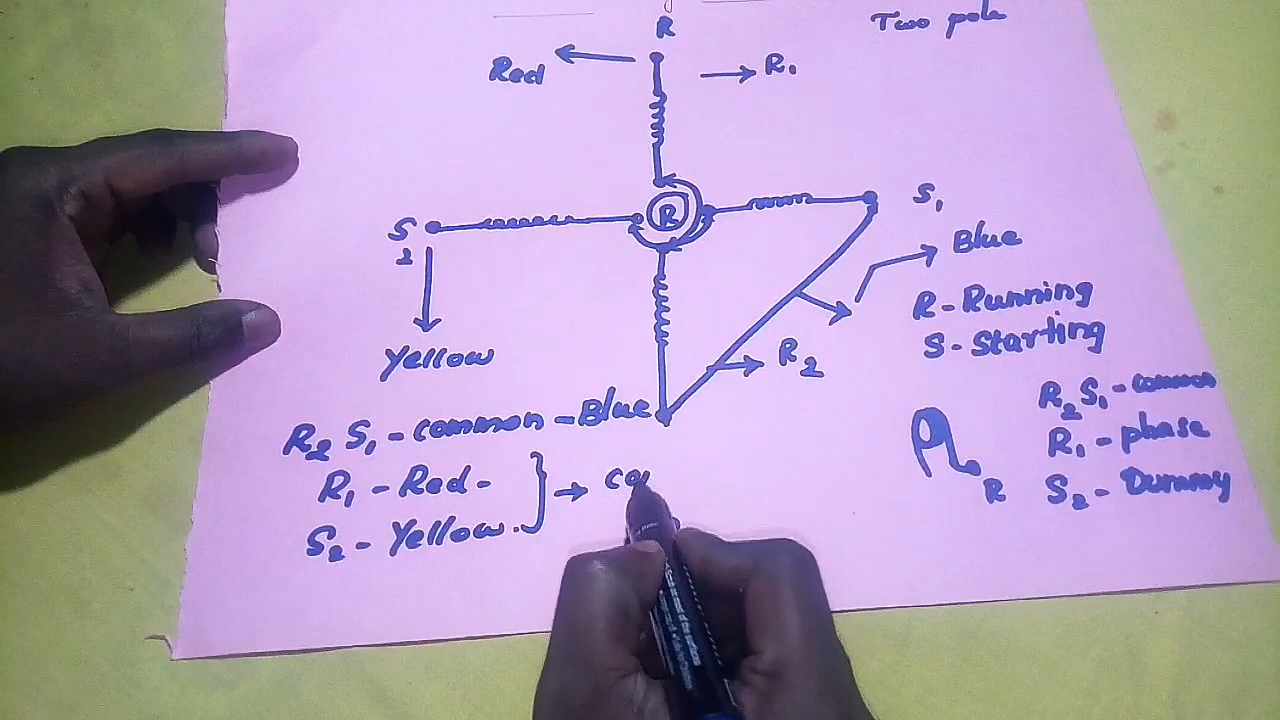 Two pole
R
Red
R1
S1
S2
Blue
R - Running
S - Starting
R2
Yellow
R2 S1 - common
R1 - phase
S2 - Dummy
R
R
R2 S1 - common - Blue
R1 - Red -
S2 - Yellow.